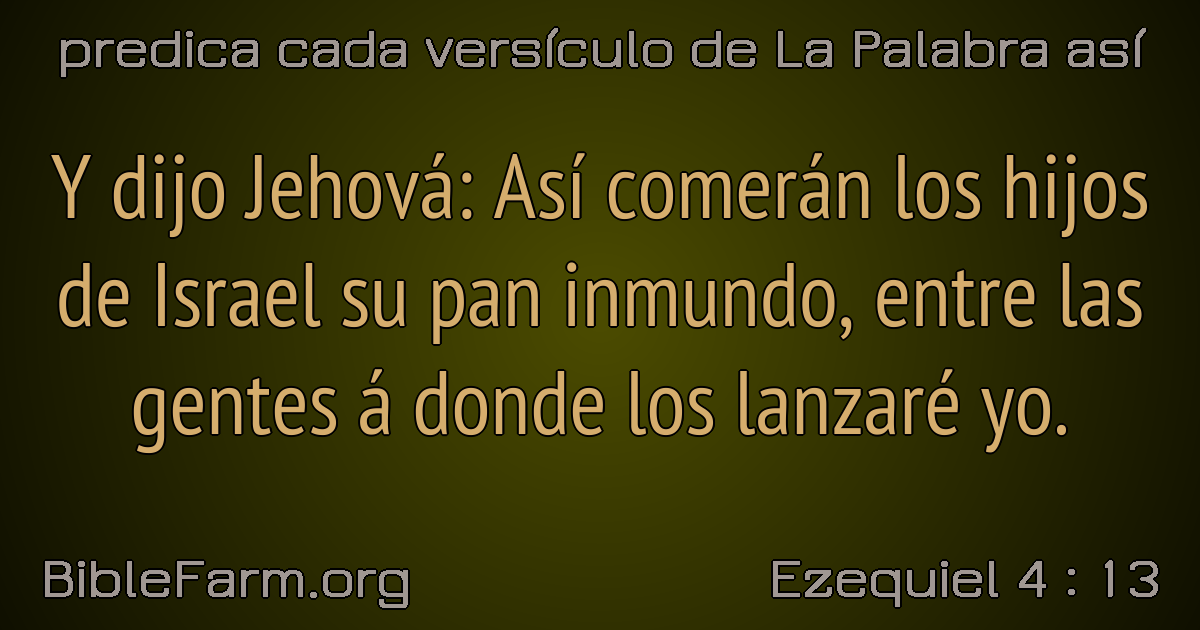 predica cada versículo de La Palabra así
Y dijo Jehová: Así comerán los hijos
de Israel su pan inmundo, entre las
gentes á donde los lanzaré yo.
BibleFarm.org
Ezequiel 4 : 13